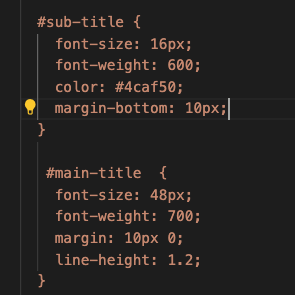 #sub-title {
font-size: 16px;
font-weight: 600;
color: #4caf50;
margin-bottom: 10px;
}
#main-title  {
font-size: 48px;
font-weight: 700;
margin: 10px 0;
line-height: 1.2;
}